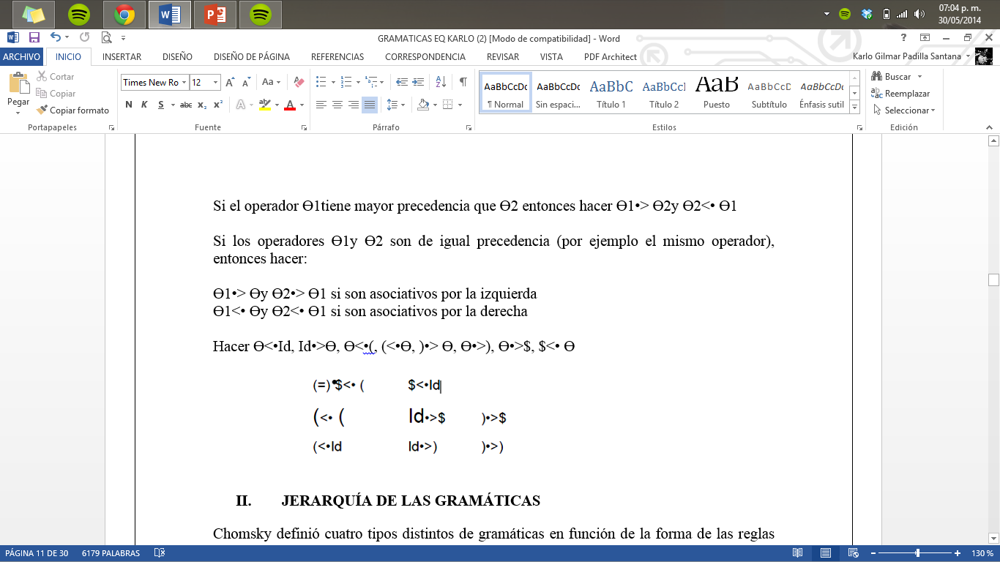 07:04 p. m.
30/05/2014
GRAMATICAS EQ KARLO (2) [Modo de compatibilidad] - Word
ARCHIVO INICIO INSERTAR DISEÑO DISEÑO DE PÁGINA REFERENCIAS CORRESPONDENCIA REVISAR VISTA PDF Architect Karlo Gilmar Padilla Santana
Pegar
Cortar
Copiar
Copiar formato
Portapapeles
Times New Ro 12
N K S abc x₂ x²
Fuente
Párrafo
AaBbCcDc AaBbCcDc AaBbC AaBbCcI AaB AaBbCcD AaBbCcDc
¶ Normal Sin espaci... Título 1 Título 2 Puesto Subtítulo Énfasis sutil
Estilos
Buscar
Reemplazar
Seleccionar
Edición
Si el operador Ɵ1tiene mayor precedencia que Ɵ2 entonces hacer Ɵ1•> Ɵ2y Ɵ2<• Ɵ1
Si los operadores Ɵ1y Ɵ2 son de igual precedencia (por ejemplo el mismo operador),
entonces hacer:
Ɵ1•> Ɵy Ɵ2•> Ɵ1 si son asociativos por la izquierda
Ɵ1<• Ɵy Ɵ2<• Ɵ1 si son asociativos por la derecha
Hacer Ɵ<•Id, Id•>Ɵ, Ɵ<•(, (<•Ɵ, )•> Ɵ, Ɵ•>), Ɵ•>$, $<• Ɵ
(=)•$<• ( $<•Id
(<• ( Id•>$ )•>$
(<•Id Id•>) )•>)
II. JERARQUÍA DE LAS GRAMÁTICAS
Chomsky definió cuatro tipos distintos de gramáticas en función de la forma de las reglas
PÁGINA 11 DE 30 6179 PALABRAS 130 %